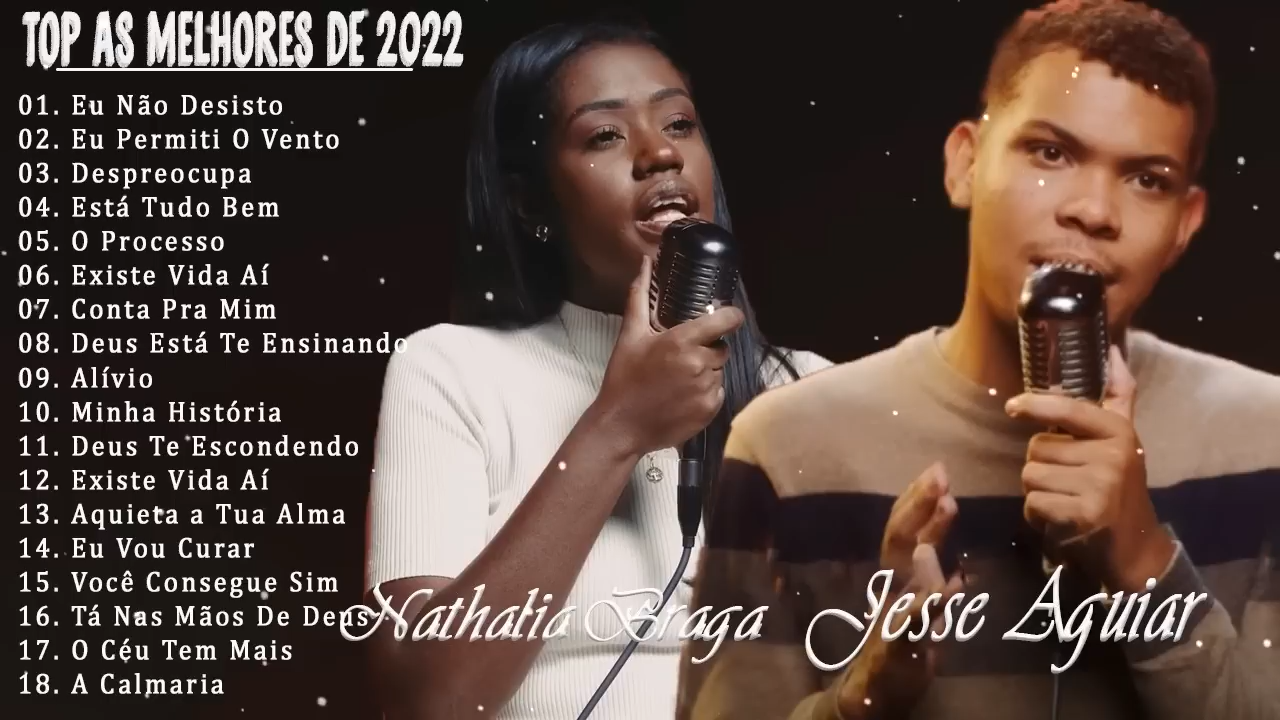 TOP AS MELHORES DE 2022
01. Eu Não Desisto
02. Eu Permiti O Vento
03. Despreocupa
04. Está Tudo Bem
05. O Processo
06. Existe Vida Aí
07. Conta Pra Mim
08. Deus Está Te Ensinando
09. Alívio
10. Minha História
11. Deus Te Escondendo
12. Existe Vida Aí
13. Aquieta a Tua Alma
14. Eu Vou Curar
15. Você Consegue Sim
16. Tá Nas Mãos De Deus
17. O Céu Tem Mais
18. A Calmaria
Nathalia Braga
Jesse Aguiar